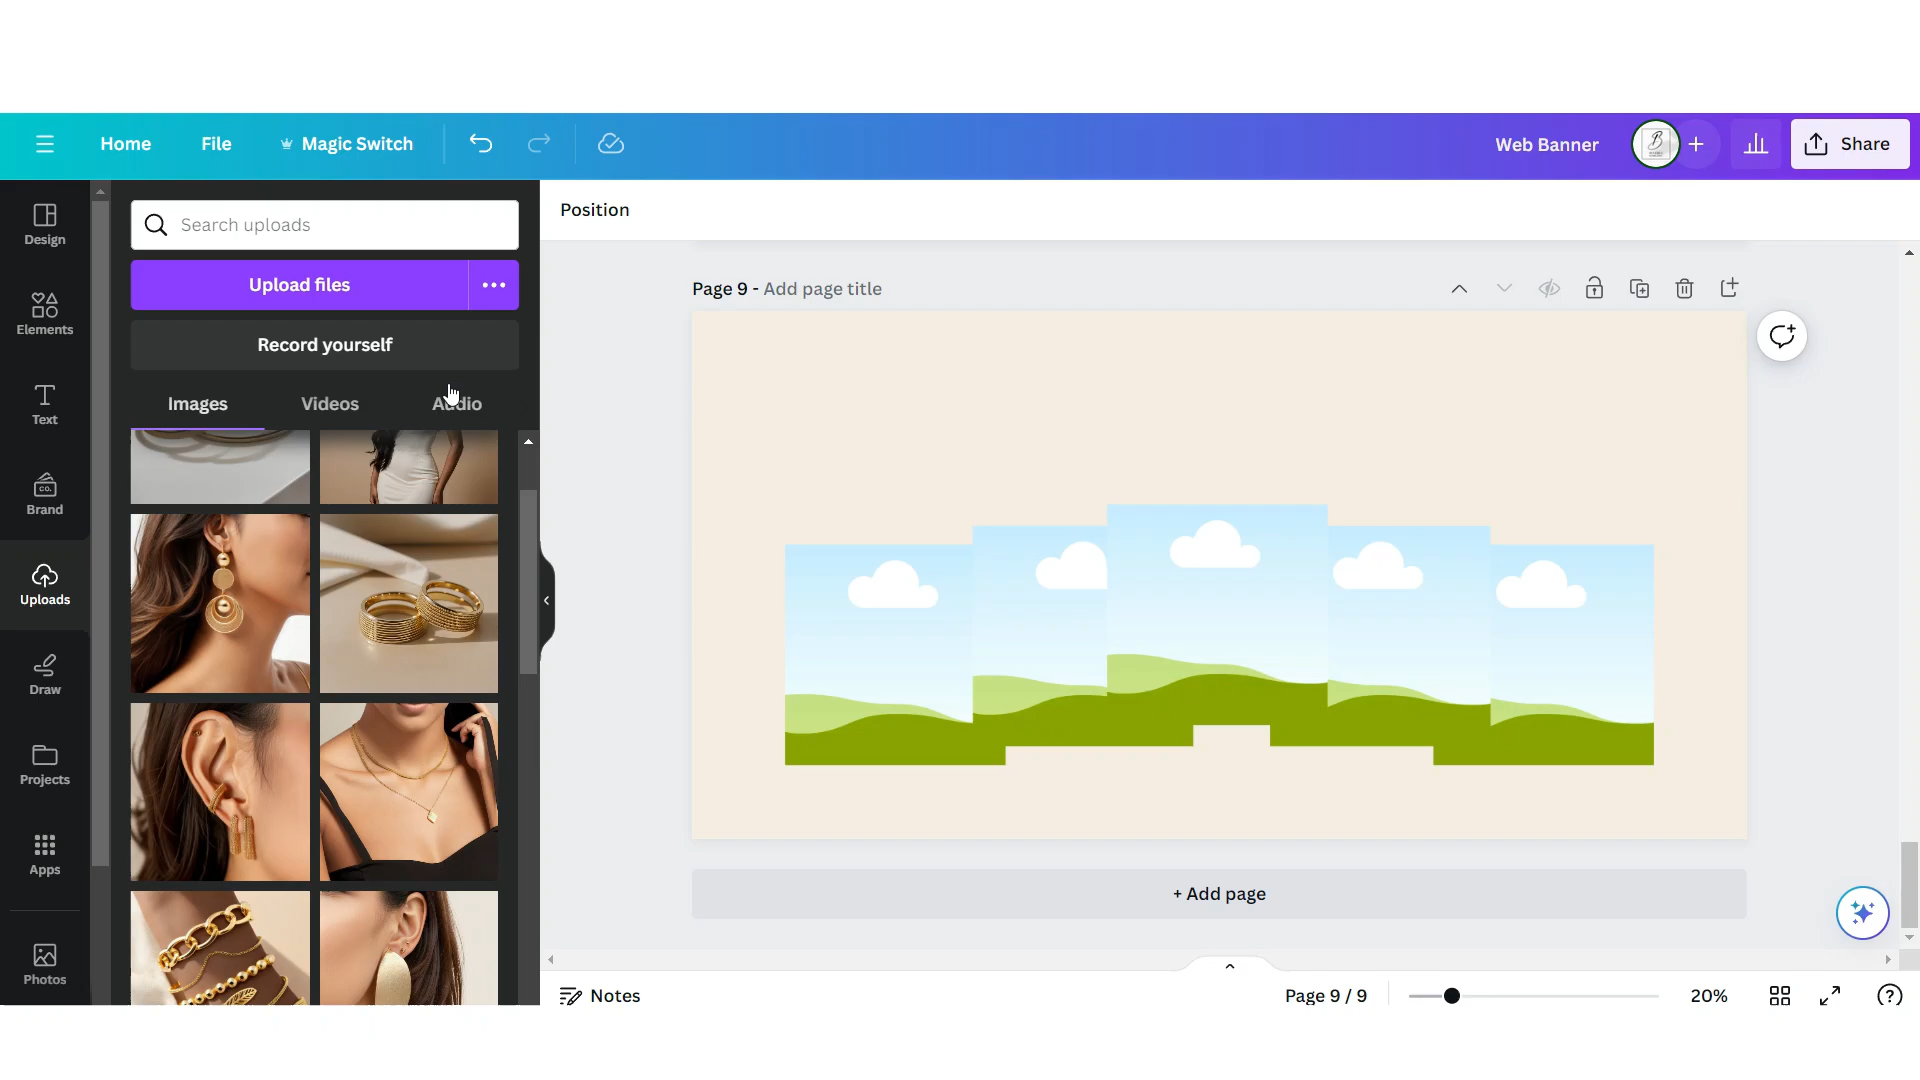 Home File Magic Switch Web Banner Share
Design
Elements
Text
CO.
Brand
Uploads
Draw
Projects
Apps
Photos
Search uploads
Upload files
Record yourself
Images Videos Audio
Position
Page 9 - Add page title
+ Add page
Notes Page 9 / 9 20%